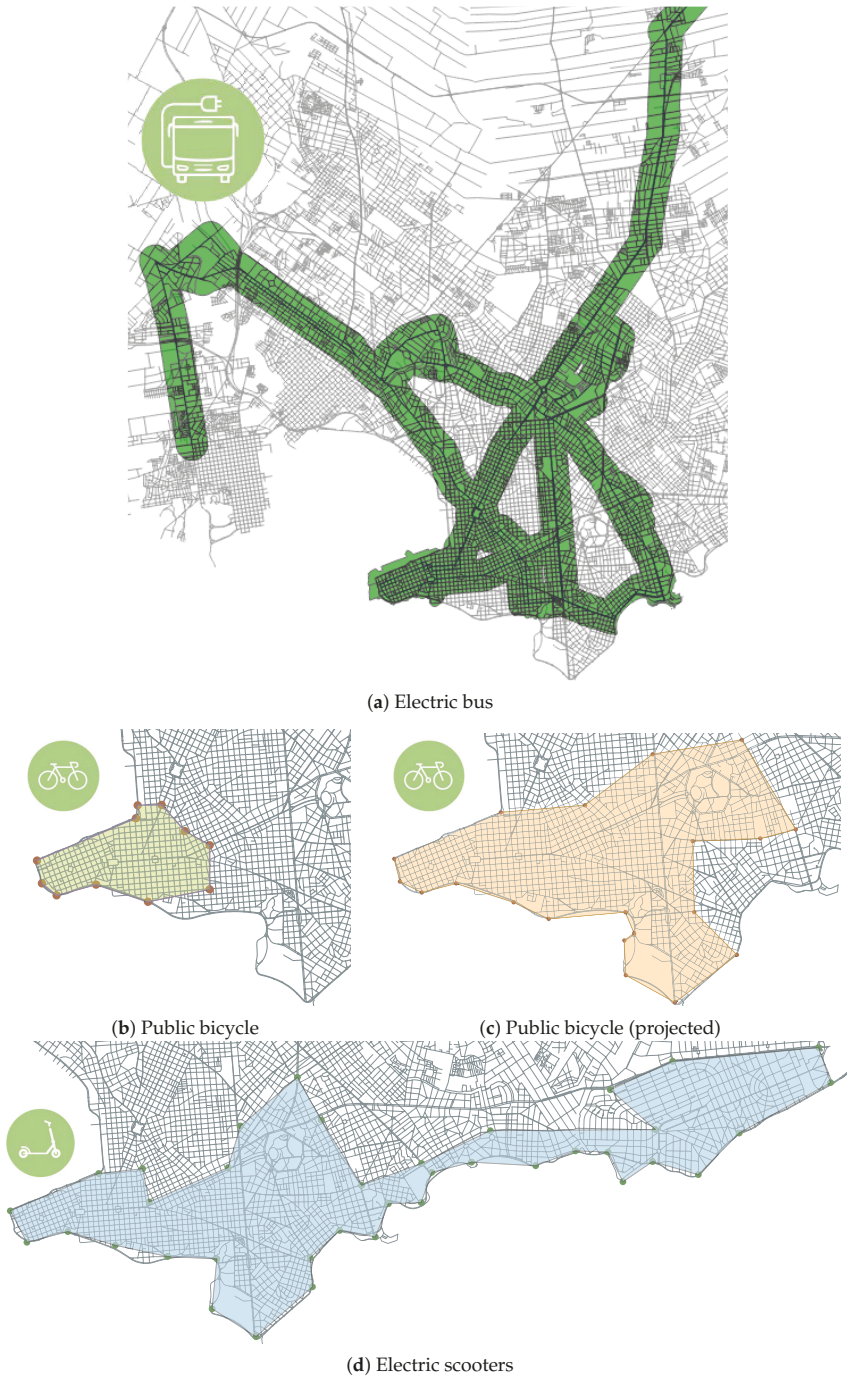 (a) Electric bus
(b) Public bicycle
(c) Public bicycle (projected)
(d) Electric scooters